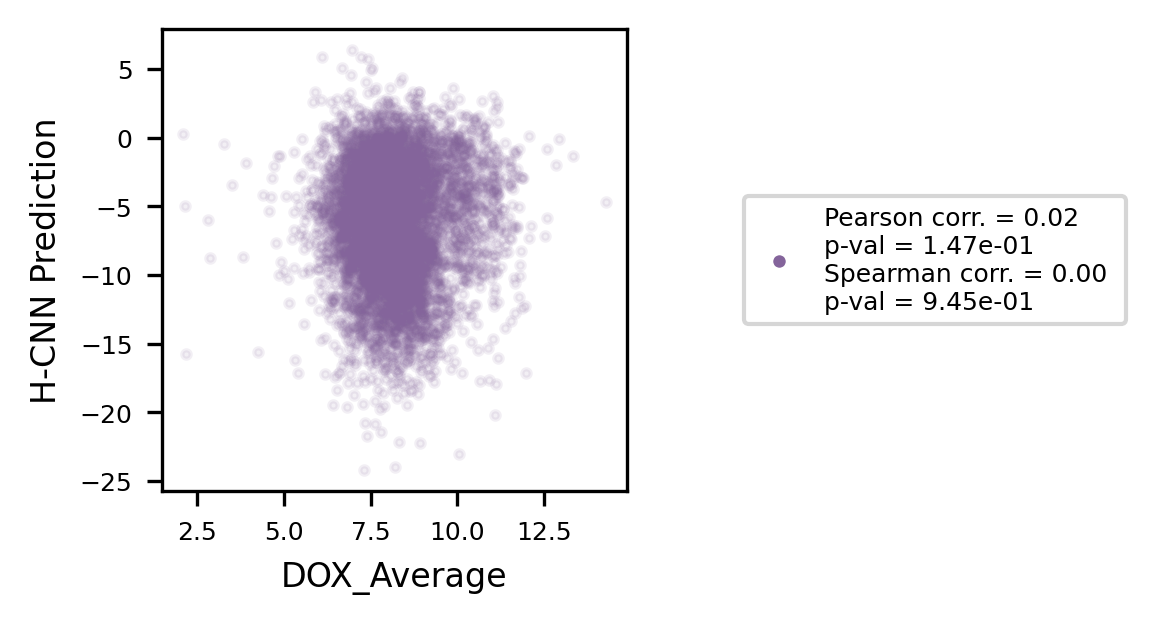 H-CNN Prediction
5
0
−5
−10
−15
−20
−25
2.5
5.0
7.5
10.0
12.5
DOX_Average
Pearson corr. = 0.02
p-val = 1.47e-01
Spearman corr. = 0.00
p-val = 9.45e-01